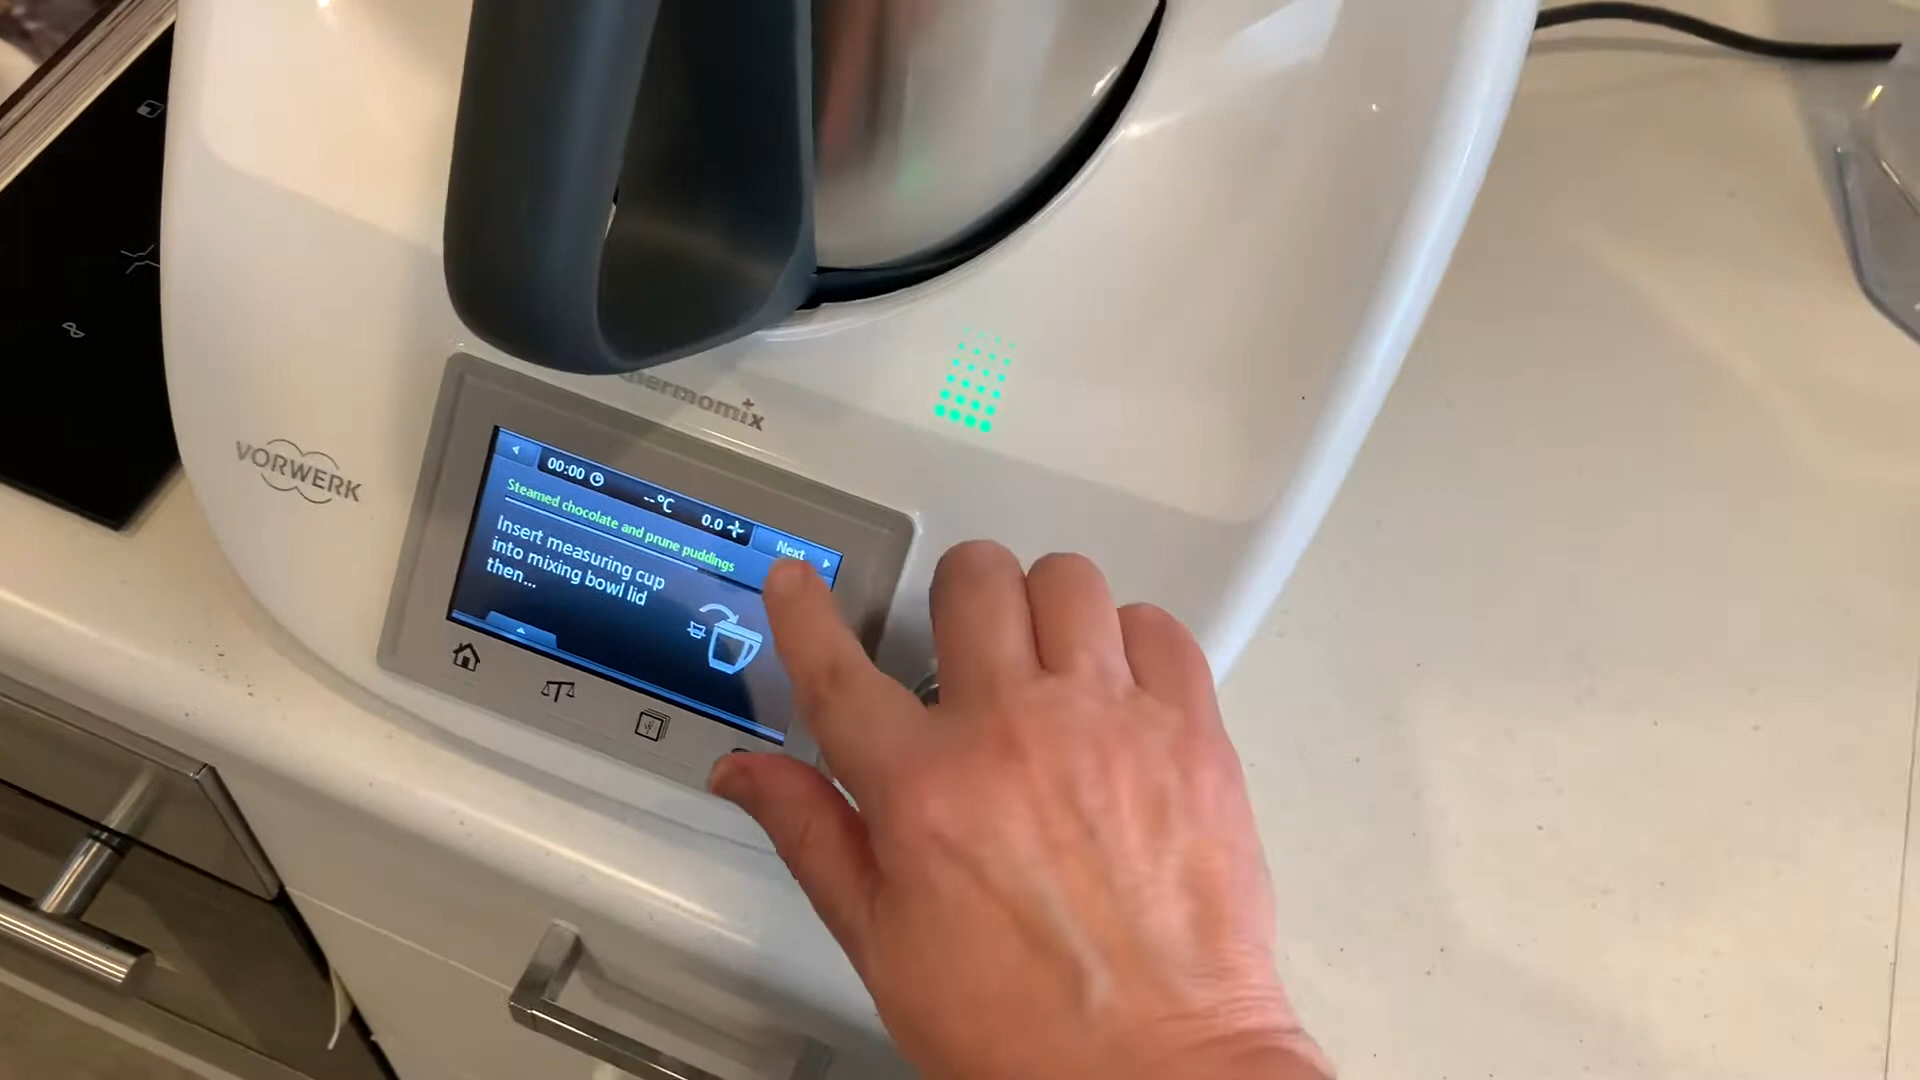 thermomix
VORWERK
00:00
--°C
0.0
Next
Steamed chocolate and prune puddings
Insert measuring cup
into mixing bowl lid
then...